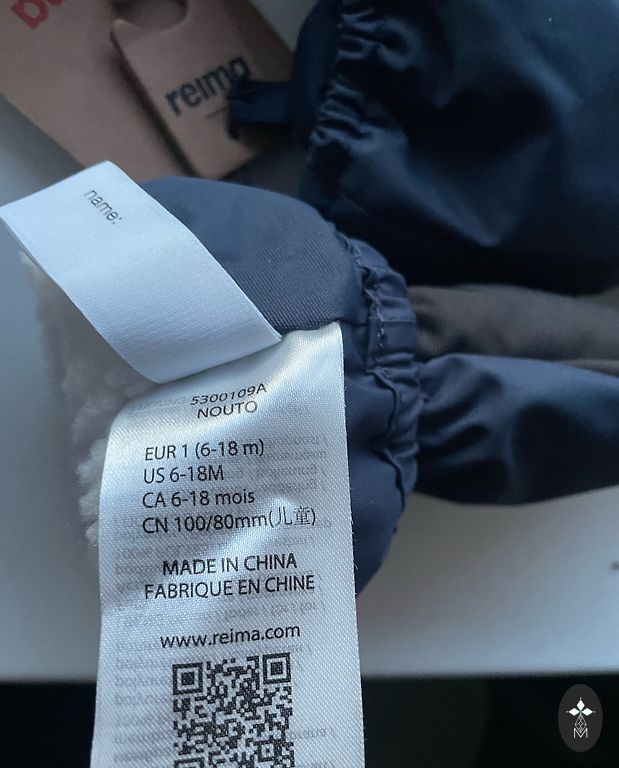 reima
name:
5300109A
NOUTO
EUR 1 (6-18 m)
US 6-18M
CA 6-18 mois
CN 100/80mm(儿童)
MADE IN CHINA
FABRIQUE EN CHINE
www.reima.com